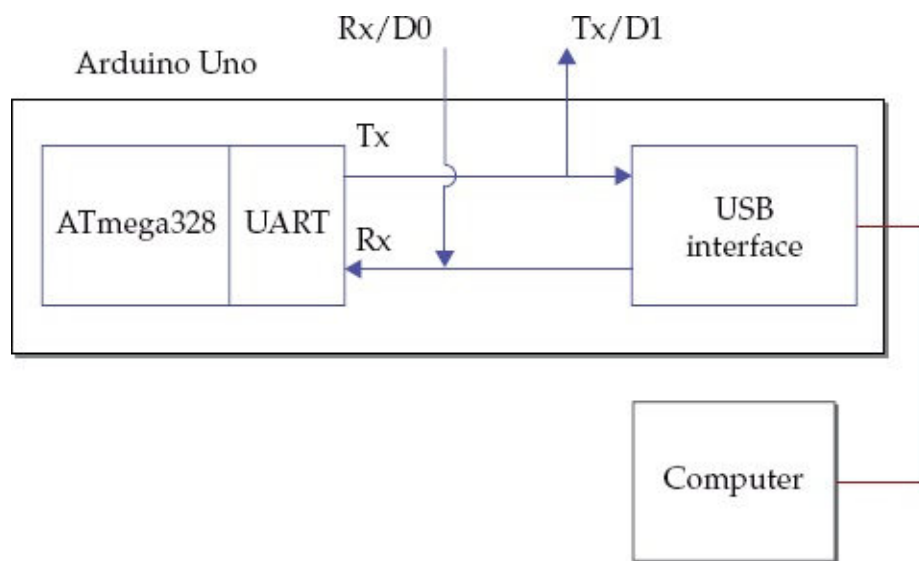 Rx/D0
Tx/D1
Arduino Uno
Tx
ATmega328
UART
Rx
USB
interface
Computer